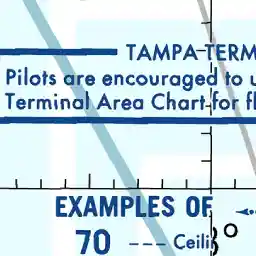 TAMPA TERM
Pilots are encouraged to u
Terminal Area Chart for fl
EXAMPLES OF
70 --- Ceili